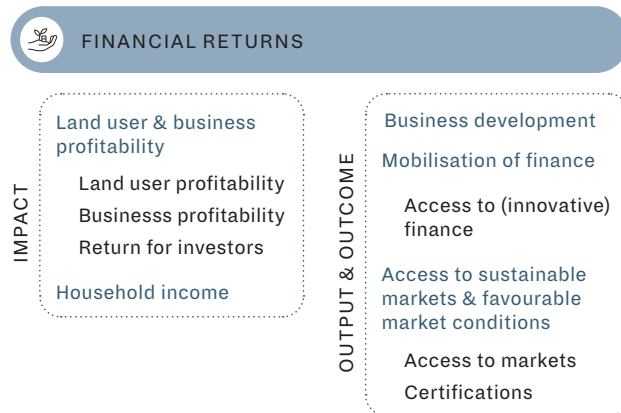 FINANCIAL RETURNS
IMPACT
Land user & business
profitability
Land user profitability
Businesss profitability
Return for investors
Household income
OUTPUT & OUTCOME
Business development
Mobilisation of finance
Access to (innovative)
finance
Access to sustainable
markets & favourable
market conditions
Access to markets
Certifications